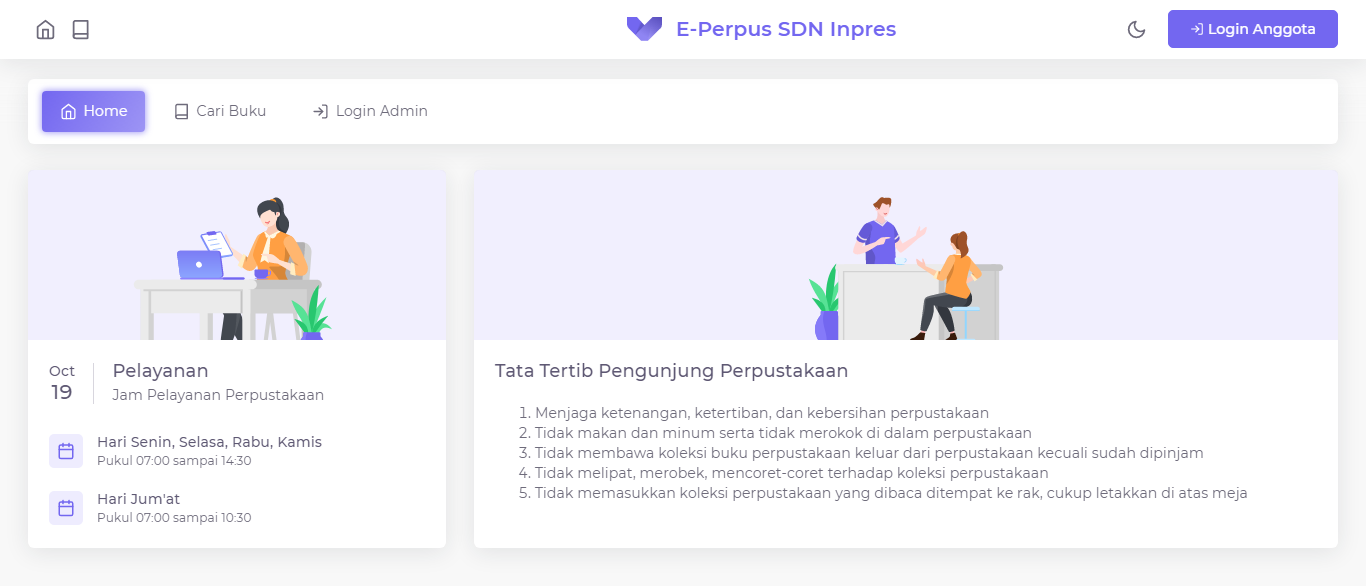 E-Perpus SDN Inpres
Login Anggota
Home
Cari Buku
Login Admin
Oct
19
Pelayanan
Jam Pelayanan Perpustakaan
Hari Senin, Selasa, Rabu, Kamis
Pukul 07:00 sampai 14:30
Hari Jum'at
Pukul 07:00 sampai 10:30
Tata Tertib Pengunjung Perpustakaan
1. Menjaga ketenangan, ketertiban, dan kebersihan perpustakaan
2. Tidak makan dan minum serta tidak merokok di dalam perpustakaan
3. Tidak membawa koleksi buku perpustakaan keluar dari perpustakaan kecuali sudah dipinjam
4. Tidak melipat, merobek, mencoret-coret terhadap koleksi perpustakaan
5. Tidak memasukkan koleksi perpustakaan yang dibaca ditempat ke rak, cukup letakkan di atas meja